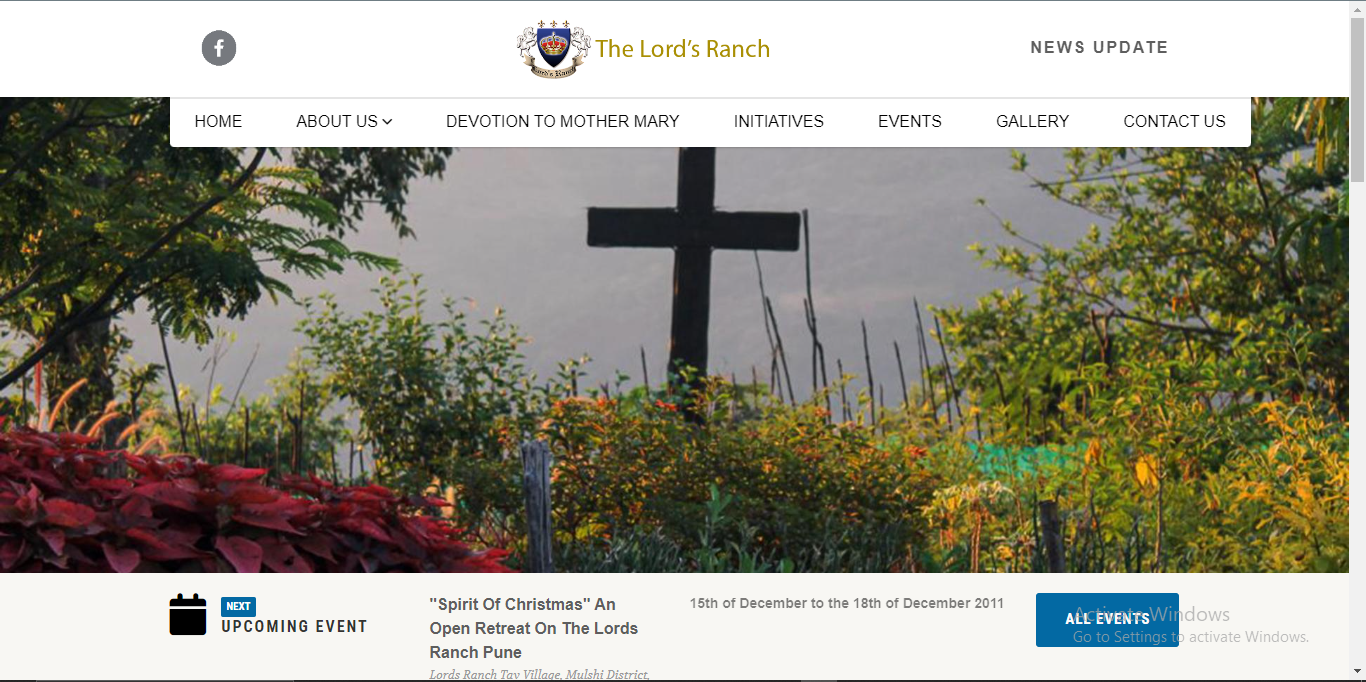 Lord's Ranch
The Lord's Ranch
NEWS UPDATE
HOME
ABOUT US
DEVOTION TO MOTHER MARY
INITIATIVES
EVENTS
GALLERY
CONTACT US
NEXT
UPCOMING EVENT
"Spirit Of Christmas" An
Open Retreat On The Lords
Ranch Pune
Lords Ranch Tav Village, Mulshi District,
15th of December to the 18th of December 2011
ALL EVENTS
Activate Windows
Go to Settings to activate Windows.